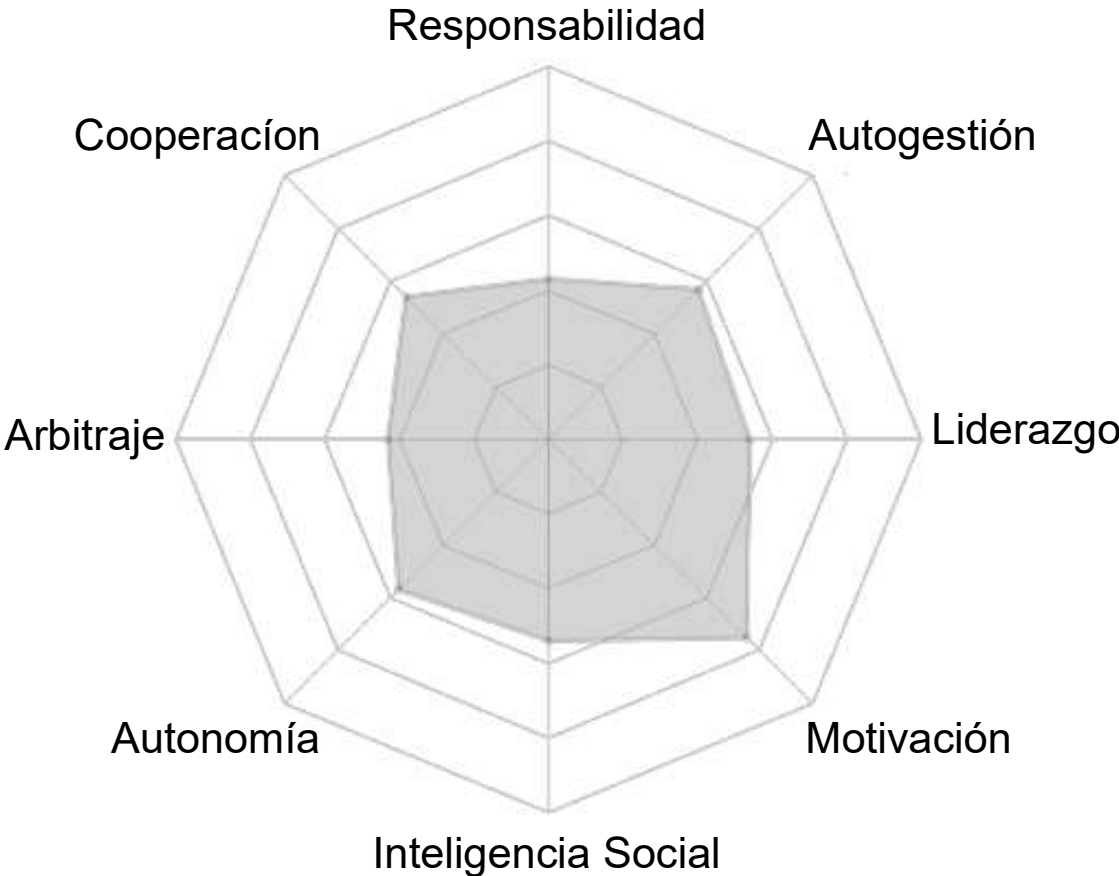 Responsabilidad
Cooperacíon
Autogestión
Arbitraje
Liderazgo
Autonomía
Motivación
Inteligencia Social